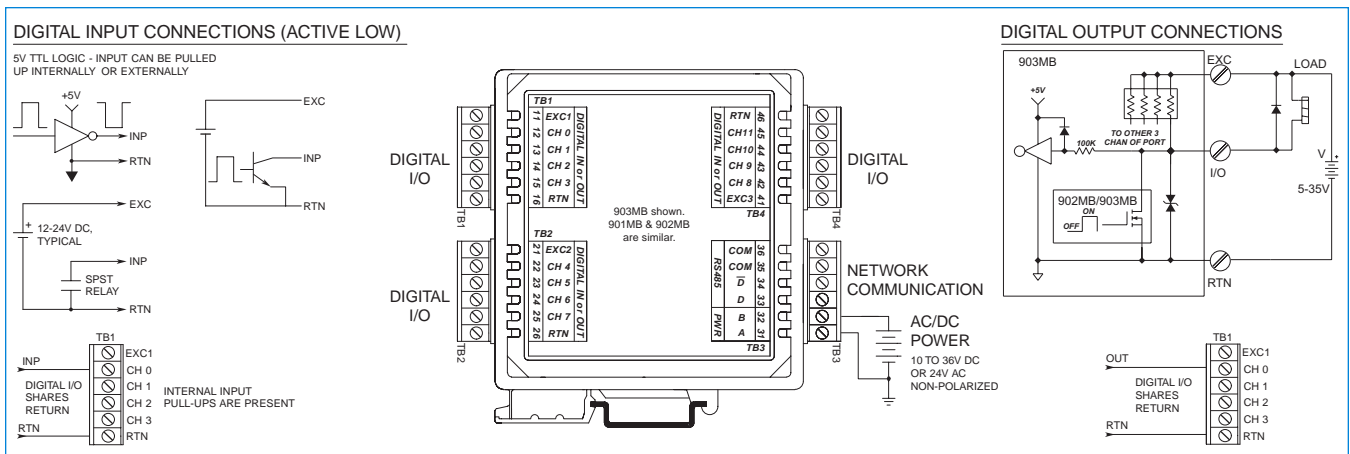 DIGITAL INPUT CONNECTIONS (ACTIVE LOW)
5V TTL LOGIC - INPUT CAN BE PULLED
UP INTERNALLY OR EXTERNALLY
+5V
INP
RTN
EXC
INP
RTN
EXC
12-24V DC,
TYPICAL
+
INP
SPST
RELAY
RTN
TB1
INP
DIGITAL I/O
SHARES
RETURN
RTN
EXC1
CH 0
CH 1
CH 2
CH 3
RTN
INTERNAL INPUT
PULL-UPS ARE PRESENT
DIGITAL
I/O
TB1
TB1
11 EXC1
12 CH 0
13 CH 1
14 CH 2
15 CH 3
16 RTN
DIGITAL IN or OUT
DIGITAL
I/O
TB2
TB2
21 EXC2
22 CH 4
23 CH 5
24 CH 6
25 CH 7
26 RTN
DIGITAL IN or OUT
903MB shown.
901MB & 902MB
are similar.
DIGITAL IN or OUT
RTN 46
CH11 45
CH10 44
CH 9 43
CH 8 42
EXC3 41
TB4
TB4
DIGITAL
I/O
RS485
COM 36
COM 35
D̅ 34
D 33
PWR
B 32
A 31
TB3
TB3
NETWORK
COMMUNICATION
AC/DC
POWER
10 TO 36V DC
OR 24V AC
NON-POLARIZED
DIGITAL OUTPUT CONNECTIONS
903MB
+5V
TO OTHER 3
CHAN OF PORT
100K
902MB/903MB
ON
OFF
EXC
LOAD
I/O
V
+
5-35V
RTN
TB1
OUT
DIGITAL I/O
SHARES
RETURN
RTN
EXC1
CH 0
CH 1
CH 2
CH 3
RTN